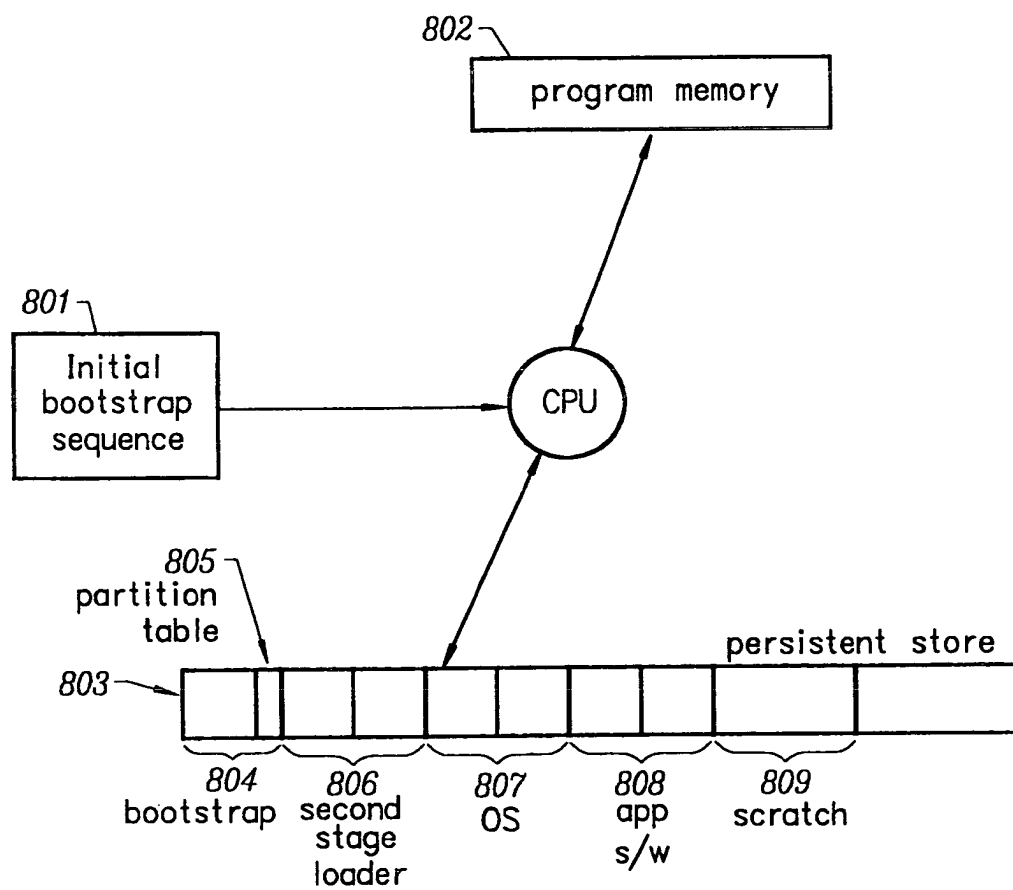 802
program memory
801
Initial
bootstrap
sequence
CPU
805
partition
table
persistent store
803
804
bootstrap
806
second
stage
loader
807
OS
808
app
s/w
809
scratch